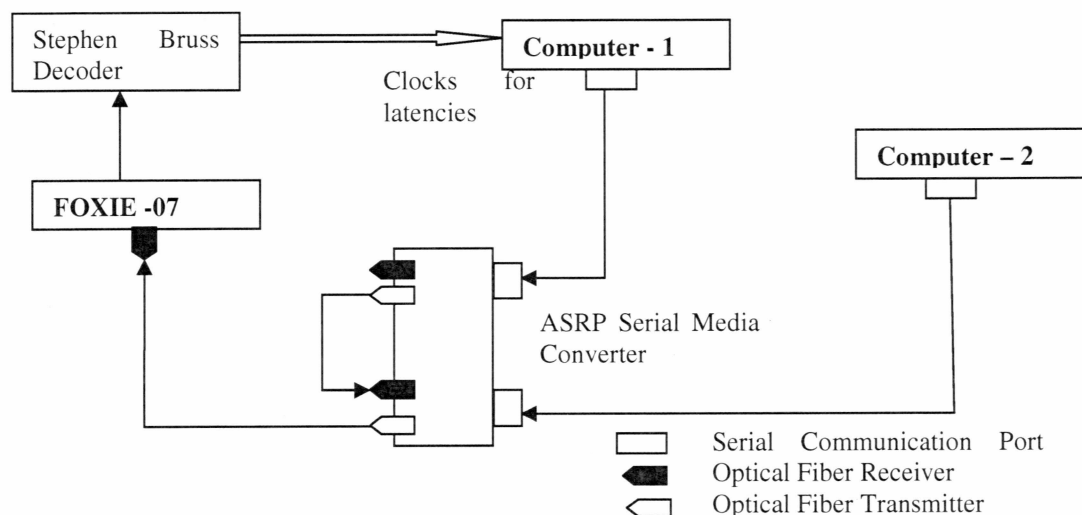 Stephen Bruss
Decoder
Computer - 1
Clocks for
latencies
Computer – 2
FOXIE -07
ASRP Serial Media
Converter
Serial Communication Port
Optical Fiber Receiver
Optical Fiber Transmitter